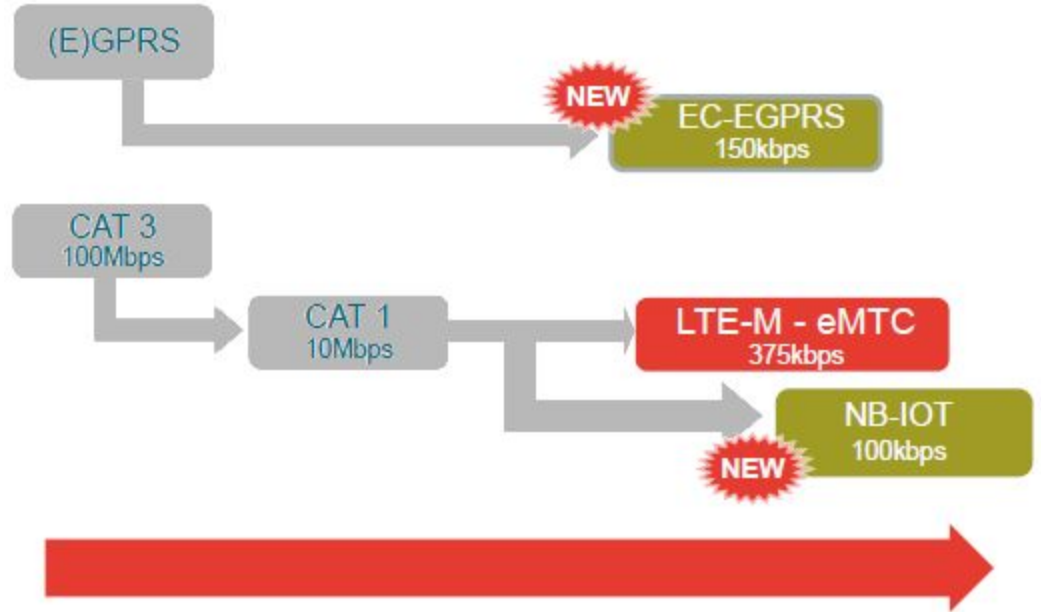 (E)GPRS
NEW
EC-EGPRS
150kbps
CAT 3
100Mbps
CAT 1
10Mbps
LTE-M - eMTC
375kbps
NB-IOT
100kbps
NEW